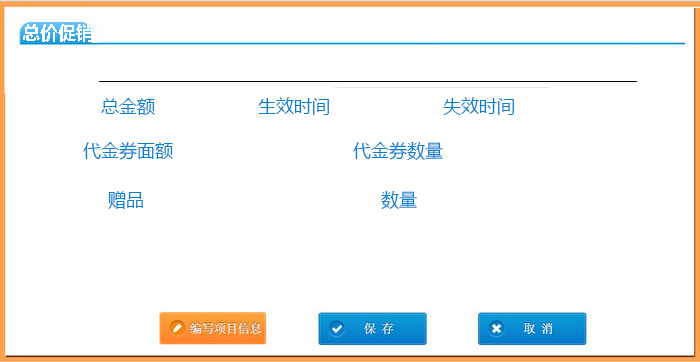 总价促销
总金额 生效时间 失效时间
代金券面额 代金券数量
赠品 数量
编写项目信息 保存 取消